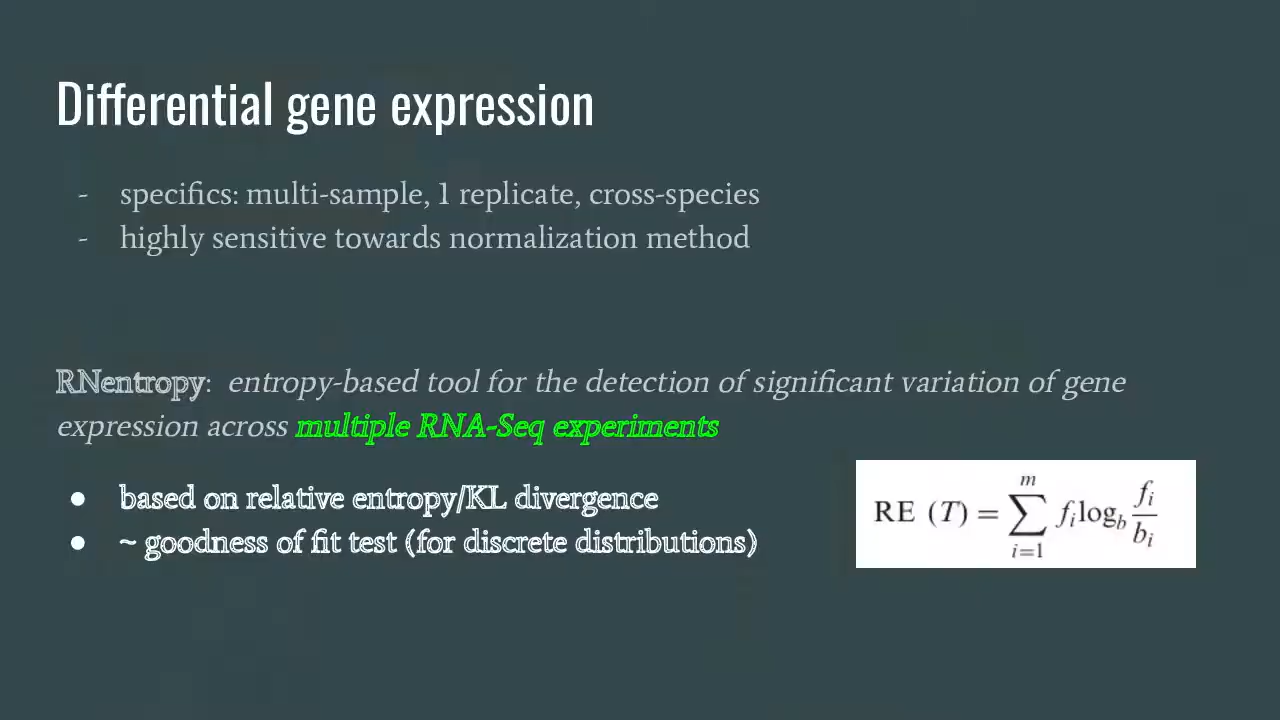 Differential gene expression
- specifics: multi-sample, 1 replicate, cross-species
- highly sensitive towards normalization method
RNentropy: entropy-based tool for the detection of significant variation of gene
expression across multiple RNA-Seq experiments
● based on relative entropy/KL divergence
● ~ goodness of fit test (for discrete distributions)
RE (T) = ∑_{i=1}^{m} f_i log_b f_i/b_i